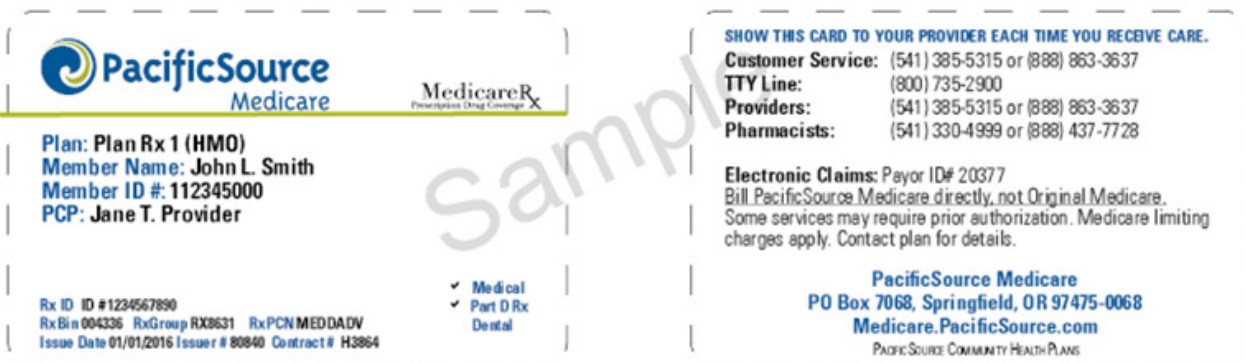 PacificSource
Medicare
MedicareRx
Prescription Drug Coverage
Plan: Plan Rx 1 (HMO)
Member Name: John L. Smith
Member ID #: 112345000
PCP: Jane T. Provider
Rx ID ID #1234567890
RxBin 004336 RxGroup RX8631 RxPCN MEDDADV
Issue Date 01/01/2016 Issuer # 80840 Contract # H3864
✓ Medical
✓ Part D Rx
Dental
Sample
SHOW THIS CARD TO YOUR PROVIDER EACH TIME YOU RECEIVE CARE.
Customer Service: (541) 385-5315 or (888) 863-3637
TTY Line: (800) 735-2900
Providers: (541) 385-5315 or (888) 863-3637
Pharmacists: (541) 330-4999 or (888) 437-7728
Electronic Claims: Payor ID# 20377
Bill PacificSource Medicare directly, not Original Medicare.
Some services may require prior authorization. Medicare limiting
charges apply. Contact plan for details.
PacificSource Medicare
PO Box 7068, Springfield, OR 97475-0068
Medicare.PacificSource.com
PACIFICSOURCE COMMUNITY HEALTH PLANS